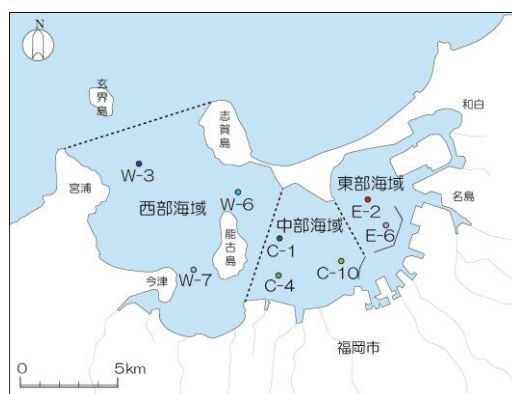 N
玄界島
志賀島
和白
宮浦
W-3
東部海域
名島
西部海域
W-6
E-2
中部海域
E-6
能古島
C-1
今津
W-7
C-10
C-4
福岡市
0
5km